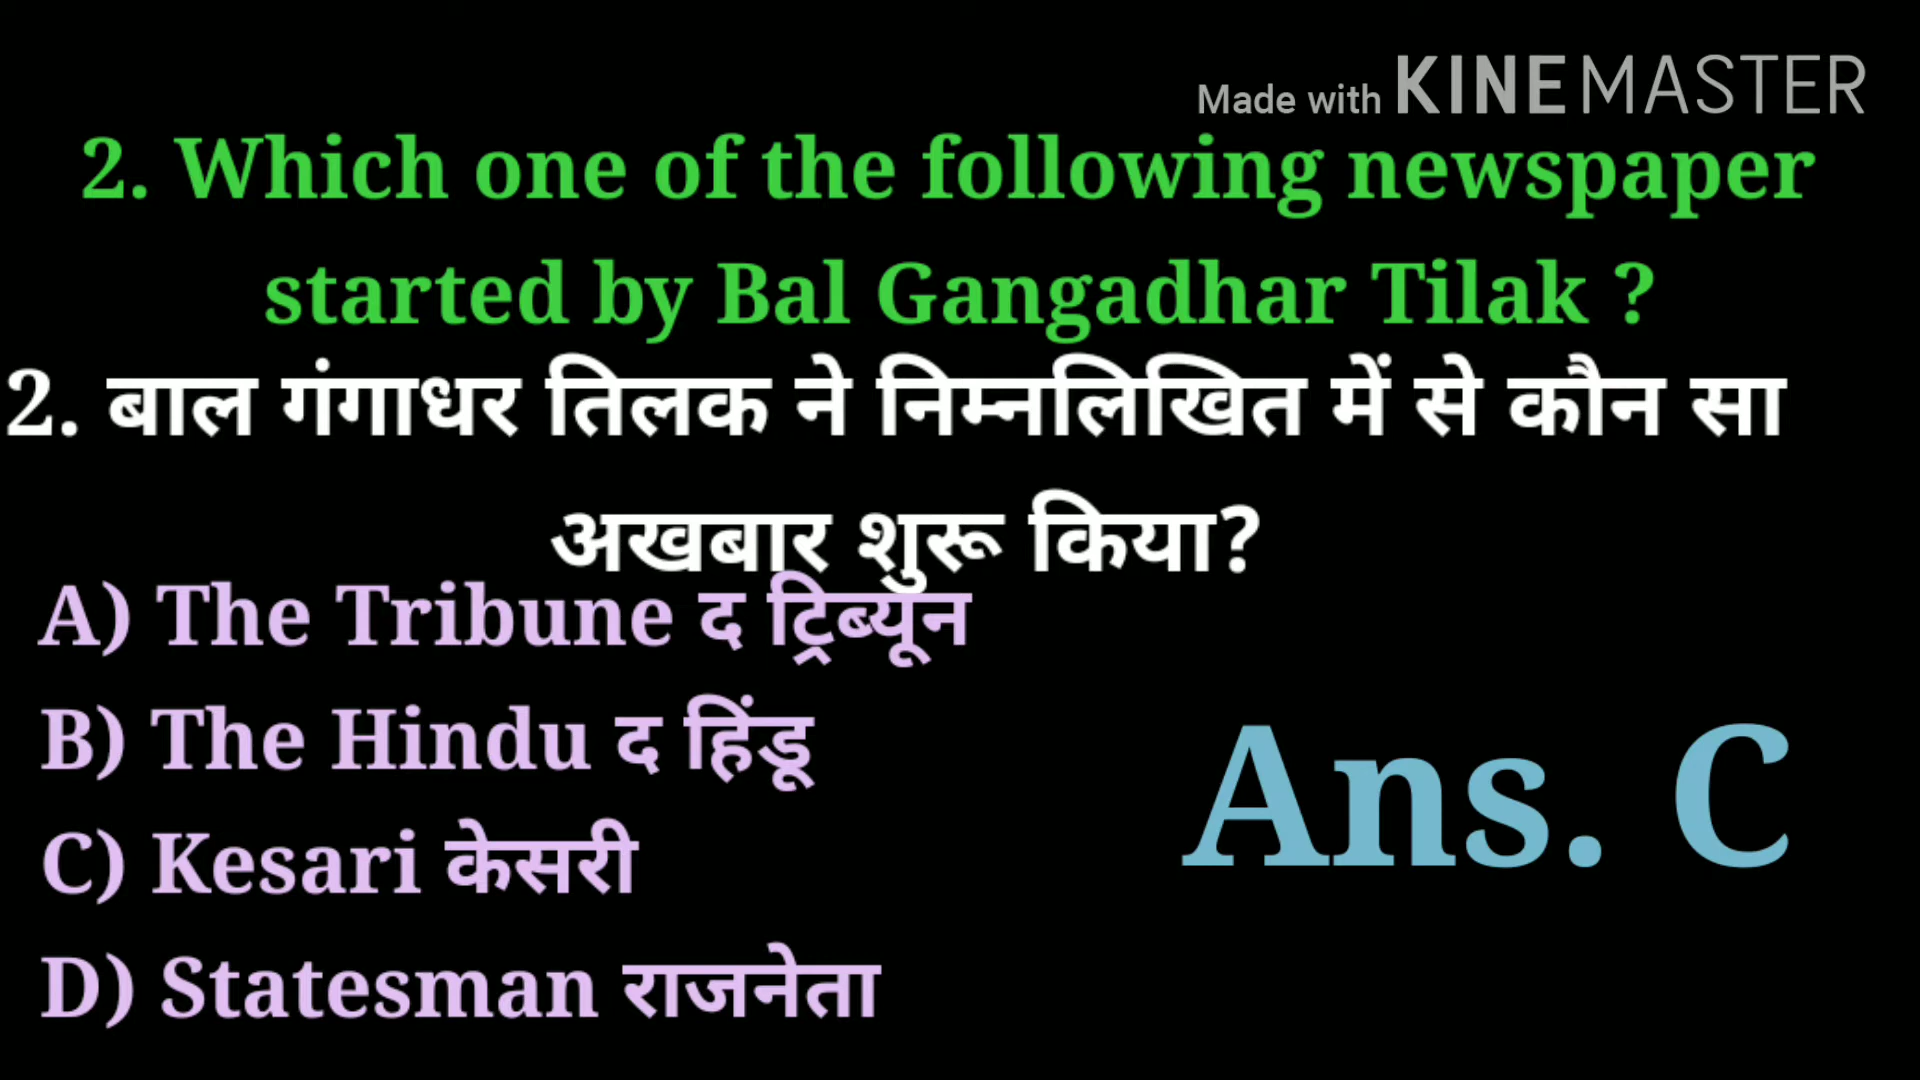 Made with KINEMASTER
2. Which one of the following newspaper
started by Bal Gangadhar Tilak ?
2. बाल गंगाधर तिलक ने निम्नलिखित में से कौन सा
अखबार शुरू किया?
A) The Tribune द ट्रिब्यून
B) The Hindu द हिंडू
C) Kesari केसरी
D) Statesman राजनेता
Ans. C